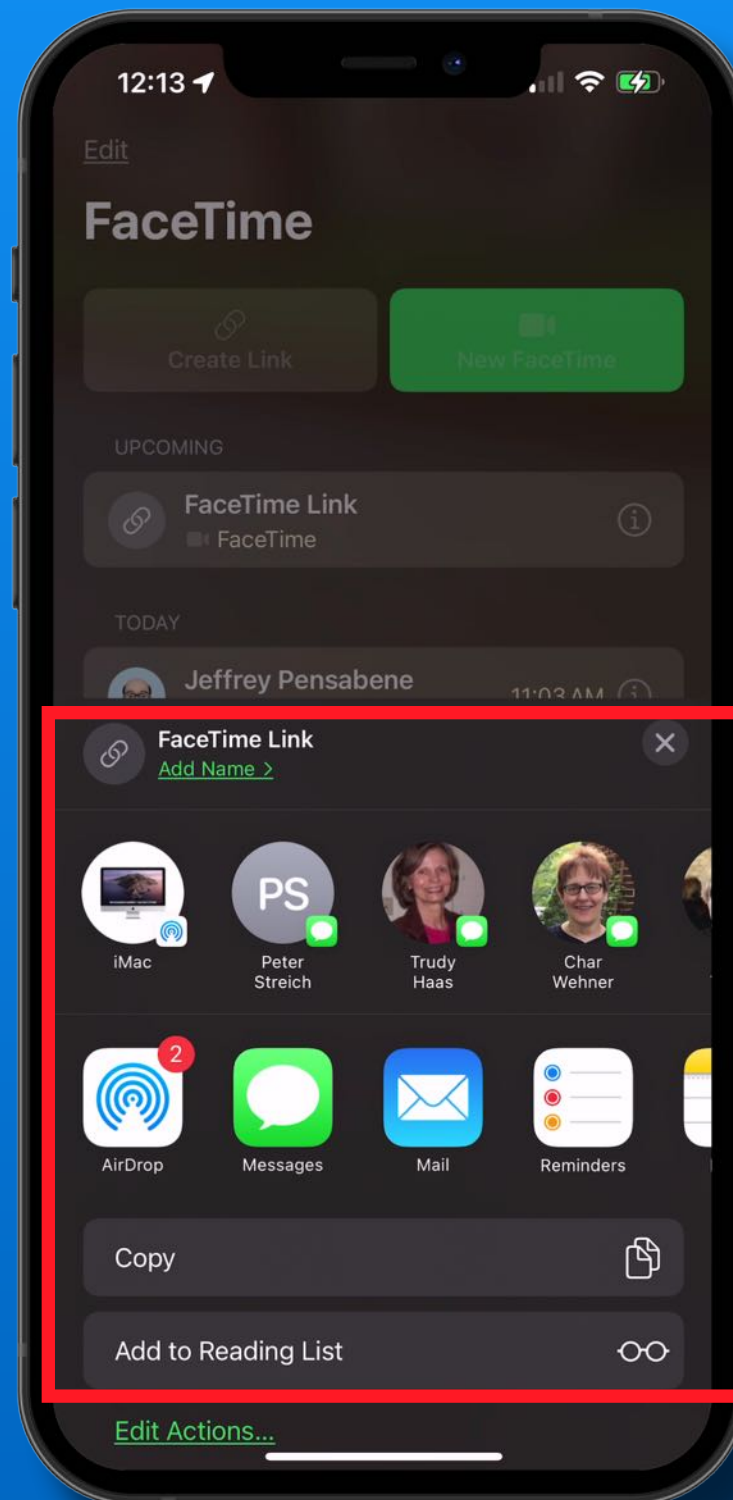 12:13
Edit
FaceTime
Create Link
New FaceTime
UPCOMING
FaceTime Link
FaceTime
TODAY
Jeffrey Pensabene
11:03 AM
FaceTime Link
Add Name >
PS
iMac
Peter
Streich
Trudy
Haas
Char
Wehner
2
AirDrop
Messages
Mail
Reminders
Copy
Add to Reading List
Edit Actions...